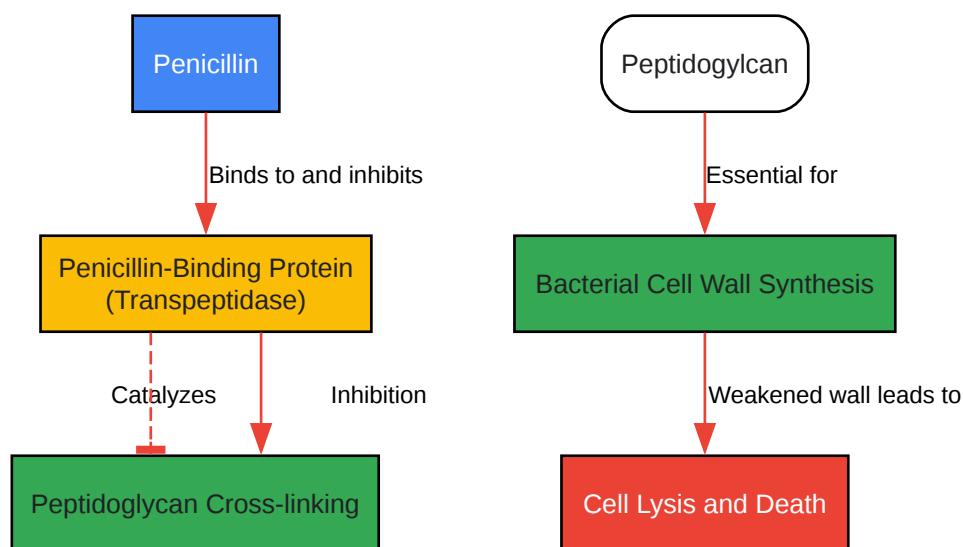 Penicillin
Peptidogylcan
Binds to and inhibits
Essential for
Penicillin-Binding Protein
(Transpeptidase)
Bacterial Cell Wall Synthesis
Catalyzes
Inhibition
Weakened wall leads to
Peptidoglycan Cross-linking
Cell Lysis and Death